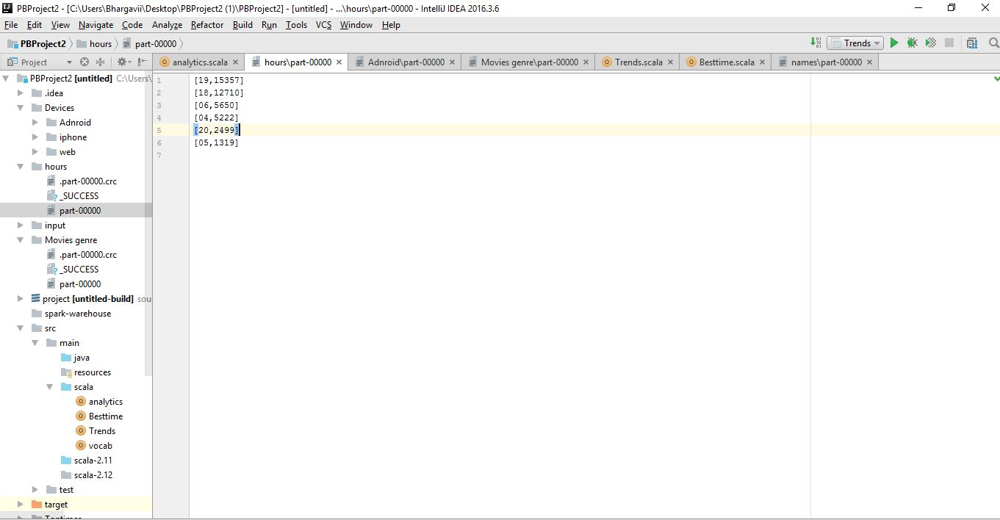 PBProject2 - [C:\Users\Bhargavii\Desktop\PBProject2 (1)\PBProject2] - [untitled] - ...\hours\part-00000 - IntelliJ IDEA 2016.3.6
File Edit View Navigate Code Analyze Refactor Build Run Tools VCS Window Help
PBProject2 hours part-00000 Trends
Project analytics.scala hours\part-00000 Adnroid\part-00000 Movies genre\part-00000 Trends.scala Besttime.scala names\part-00000
PBProject2 [untitled] C:\Users\
.idea
Devices
Adnroid
iphone
web
hours
.part-00000.crc
_SUCCESS
part-00000
input
Movies genre
.part-00000.crc
_SUCCESS
part-00000
project [untitled-build] sou
spark-warehouse
src
main
java
resources
scala
analytics
Besttime
Trends
vocab
scala-2.11
scala-2.12
test
target
1 [19,15357]
2 [18,12710]
3 [06,5650]
4 [04,5222]
5 [20,2499]
6 [05,1319]
7